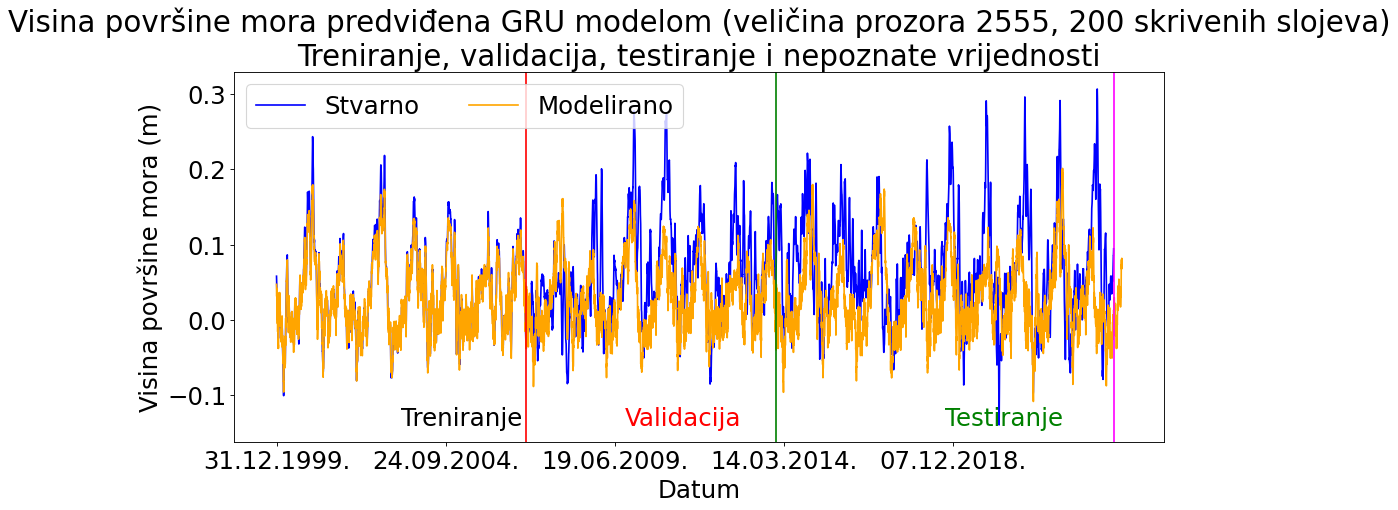 Visina površine mora predviđena GRU modelom (veličina prozora 2555, 200 skrivenih slojeva)
Treniranje, validacija, testiranje i nepoznate vrijednosti
Stvarno Modelirano
Visina površine mora (m)
0.3
0.2
0.1
0.0
−0.1
Treniranje Validacija Testiranje
31.12.1999. 24.09.2004. 19.06.2009. 14.03.2014. 07.12.2018.
Datum